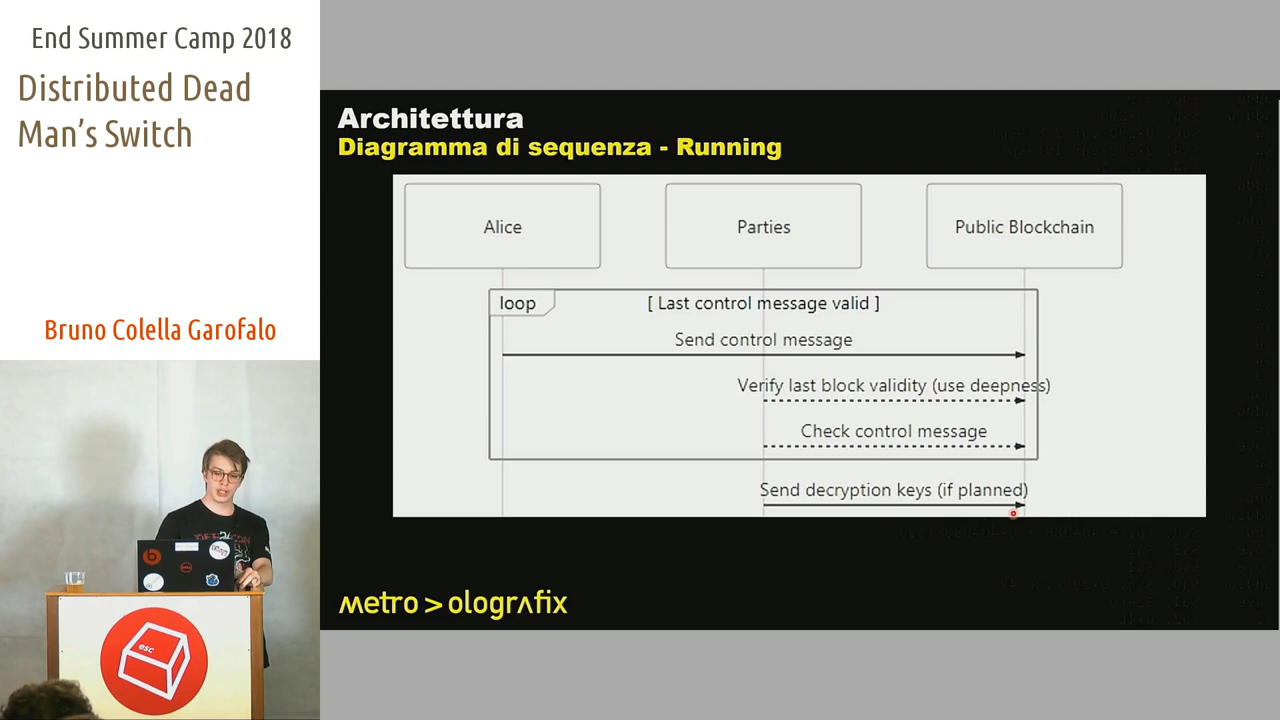 End Summer Camp 2018
Distributed Dead
Man's Switch
Bruno Colella Garofalo
Architettura
Diagramma di sequenza - Running
Alice
Parties
Public Blockchain
loop
[ Last control message valid ]
Send control message
Verify last block validity (use deepness)
Check control message
Send decryption keys (if planned)
metro > olografix
esc
DELL